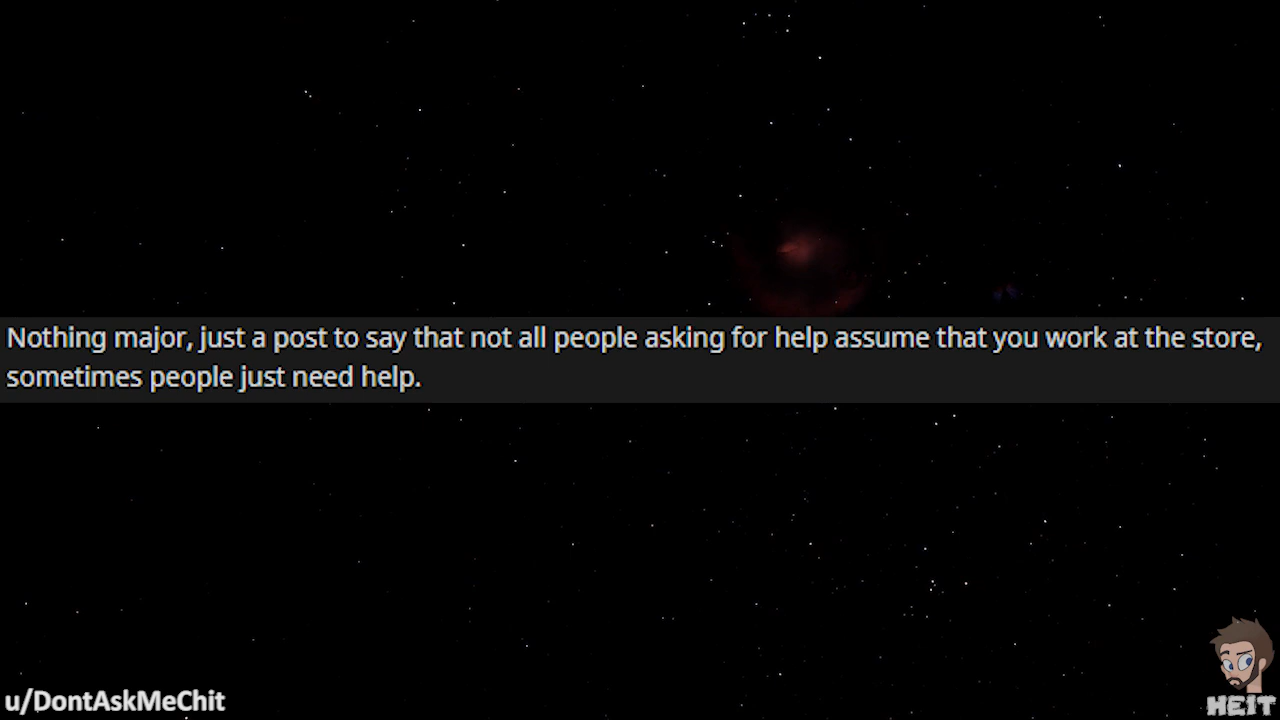 Nothing major, just a post to say that not all people asking for help assume that you work at the store,
sometimes people just need help.
u/DontAskMeChit
HEIT